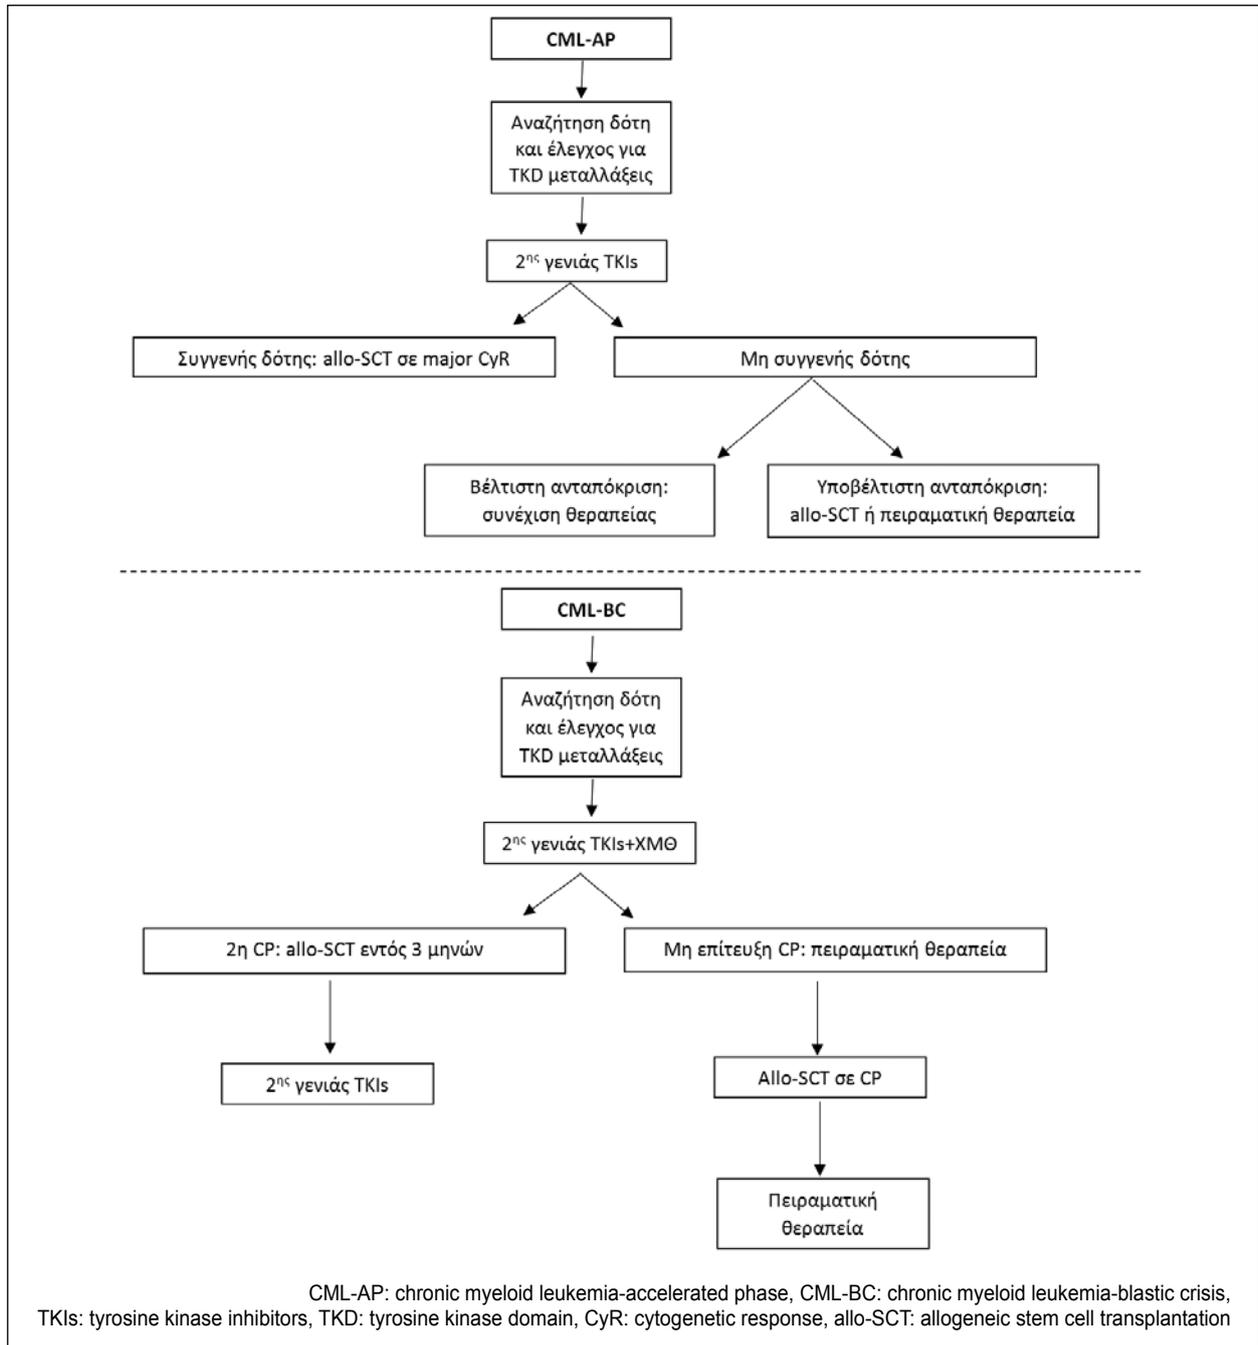 CML-AP
Αναζήτηση δότη
και έλεγχος για
TKD μεταλλάξεις
2ης γενιάς TKIs
Συγγενής δότης: allo-SCT σε major CyR
Μη συγγενής δότης
Βέλτιστη ανταπόκριση:
συνέχιση θεραπείας
Υποβέλτιστη ανταπόκριση:
allo-SCT ή πειραματική θεραπεία
CML-BC
Αναζήτηση δότη
και έλεγχος για
TKD μεταλλάξεις
2ης γενιάς TKIs+ΧΜΘ
2η CP: allo-SCT εντός 3 μηνών
Μη επίτευξη CP: πειραματική θεραπεία
2ης γενιάς TKIs
Allo-SCT σε CP
Πειραματική
θεραπεία
CML-AP: chronic myeloid leukemia-accelerated phase, CML-BC: chronic myeloid leukemia-blastic crisis,
TKIs: tyrosine kinase inhibitors, TKD: tyrosine kinase domain, CyR: cytogenetic response, allo-SCT: allogeneic stem cell transplantation